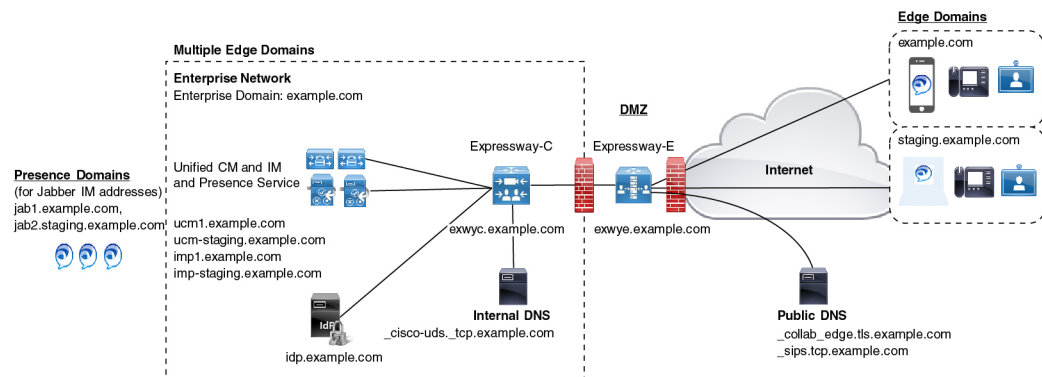 Edge Domains
example.com
Multiple Edge Domains
Enterprise Network
Enterprise Domain: example.com
DMZ
Expressway-C
Expressway-E
staging.example.com
Unified CM and IM
and Presence Service
Internet
Presence Domains
(for Jabber IM addresses)
jab1.example.com,
jab2.staging.example.com
ucm1.example.com
ucm-staging.example.com
imp1.example.com
imp-staging.example.com
exwyc.example.com
exwye.example.com
IdP
idp.example.com
Internal DNS
_cisco-uds._tcp.example.com
Public DNS
_collab_edge.tls.example.com
_sips.tcp.example.com